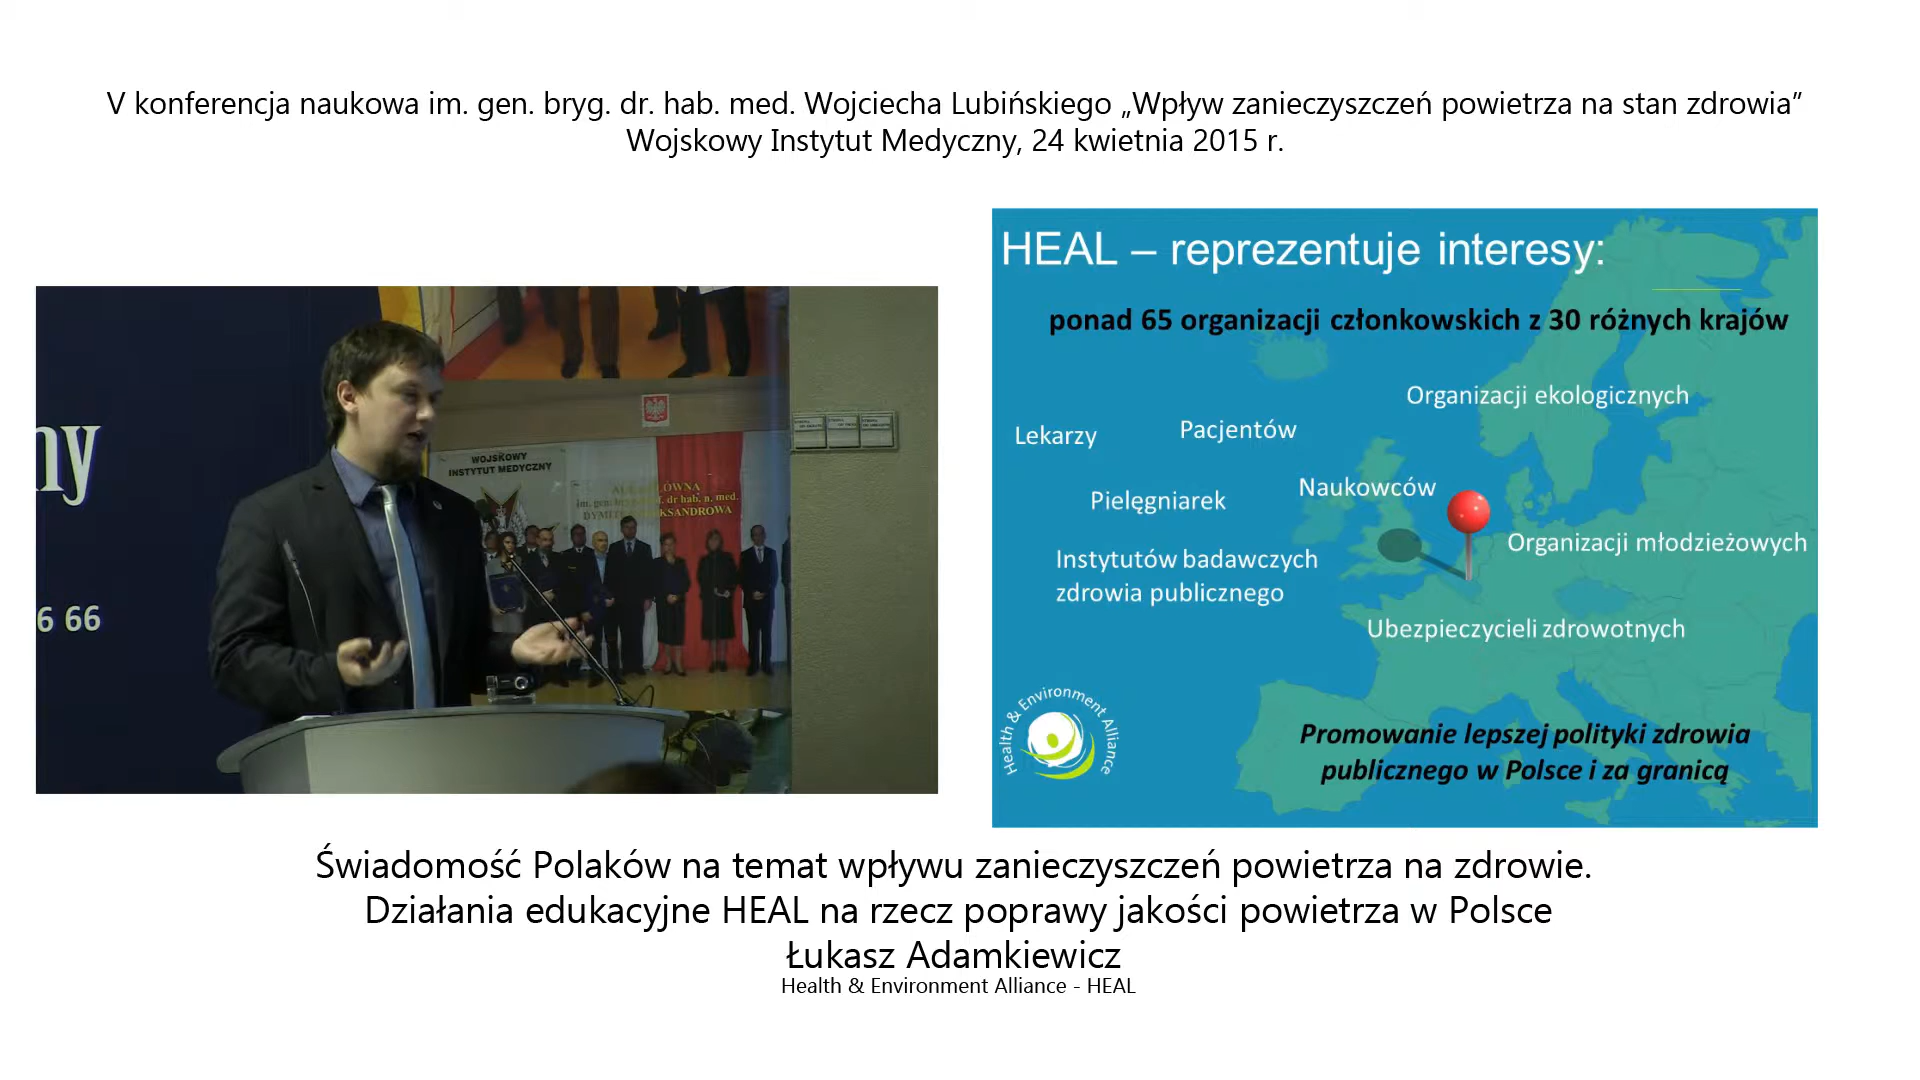 V konferencja naukowa im. gen. bryg. dr. hab. med. Wojciecha Lubińskiego „Wpływ zanieczyszczeń powietrza na stan zdrowia”
Wojskowy Instytut Medyczny, 24 kwietnia 2015 r.
ny
6 66
WOJSKOWY
INSTYTUT MEDYCZNY
HEAL – reprezentuje interesy:
ponad 65 organizacji członkowskich z 30 różnych krajów
Organizacji ekologicznych
Lekarzy
Pacjentów
Naukowców
Pielęgniarek
Organizacji młodzieżowych
Instytutów badawczych
zdrowia publicznego
Ubezpieczycieli zdrowotnych
Health & Environment Alliance
Promowanie lepszej polityki zdrowia
publicznego w Polsce i za granicą
Świadomość Polaków na temat wpływu zanieczyszczeń powietrza na zdrowie.
Działania edukacyjne HEAL na rzecz poprawy jakości powietrza w Polsce
Łukasz Adamkiewicz
Health & Environment Alliance - HEAL